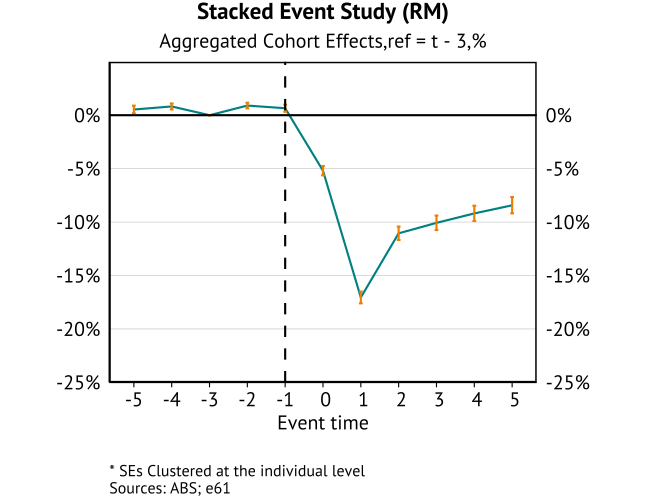 Stacked Event Study (RM)
Aggregated Cohort Effects,ref = t - 3,%
0% 0%
-5% -5%
-10% -10%
-15% -15%
-20% -20%
-25% -25%
-5 -4 -3 -2 -1 0 1 2 3 4 5
Event time
* SEs Clustered at the individual level
Sources: ABS; e61